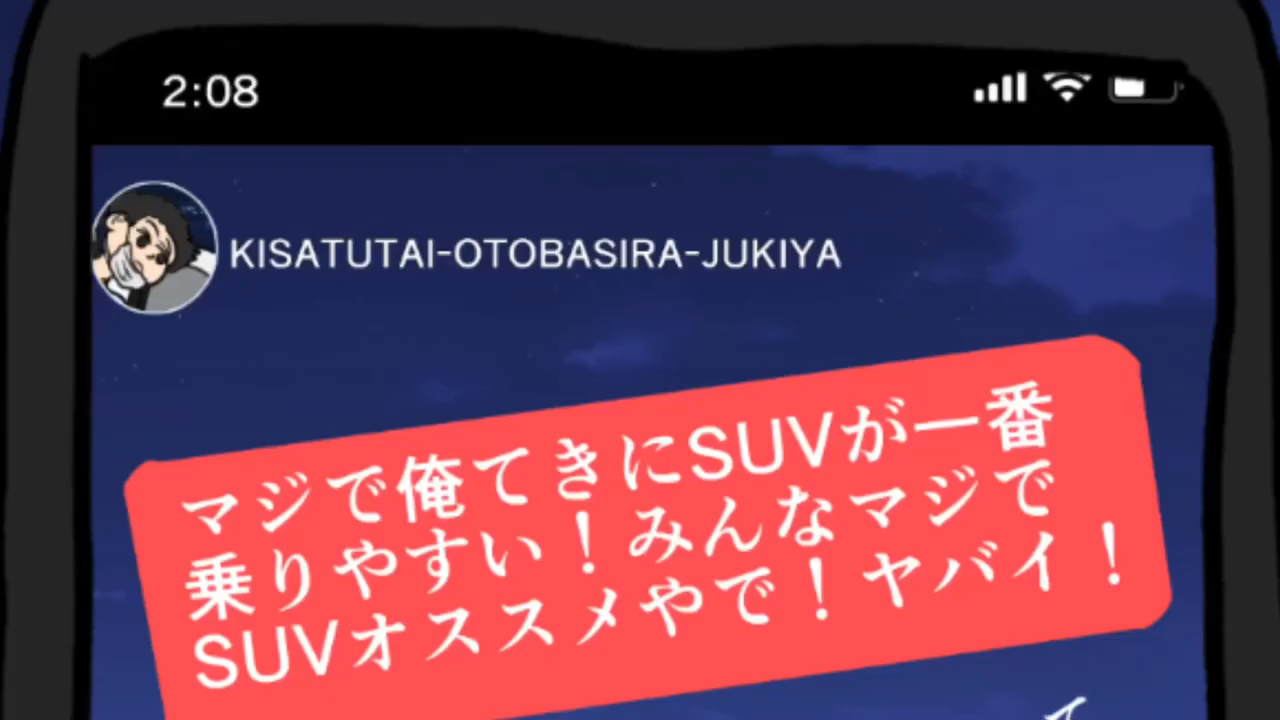 2:08
KISATUTAI-OTOBASIRA-JUKIYA
マジで俺てきにSUVが一番
乗りやすい！みんなマジで
SUVオススメやで！ヤバイ！
て